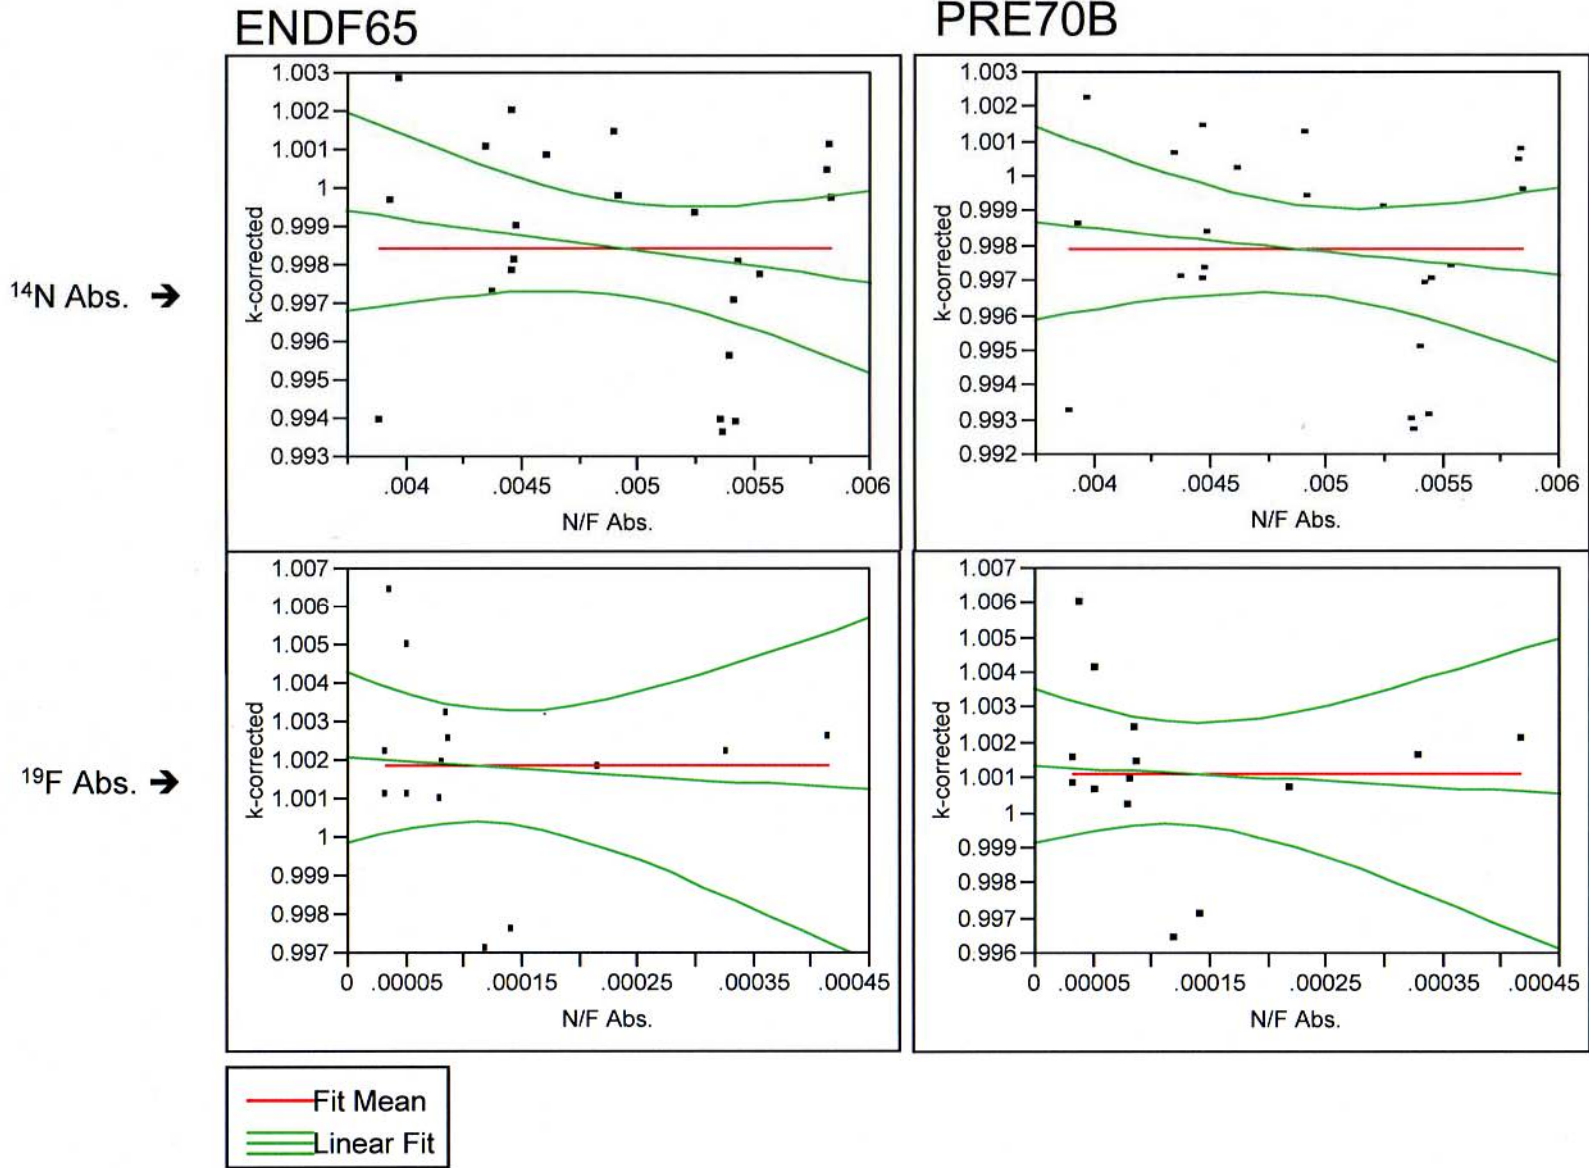 ENDF65
PRE70B
¹⁴N Abs. ➔
k-corrected
1.003
1.002
1.001
1
0.999
0.998
0.997
0.996
0.995
0.994
0.993
.004 .0045 .005 .0055 .006
N/F Abs.
k-corrected
1.003
1.002
1.001
1
0.999
0.998
0.997
0.996
0.995
0.994
0.993
0.992
.004 .0045 .005 .0055 .006
N/F Abs.
¹⁹F Abs. ➔
k-corrected
1.007
1.006
1.005
1.004
1.003
1.002
1.001
1
0.999
0.998
0.997
0 .00005 .00015 .00025 .00035 .00045
N/F Abs.
k-corrected
1.007
1.006
1.005
1.004
1.003
1.002
1.001
1
0.999
0.998
0.997
0.996
0 .00005 .00015 .00025 .00035 .00045
N/F Abs.
Fit Mean
Linear Fit